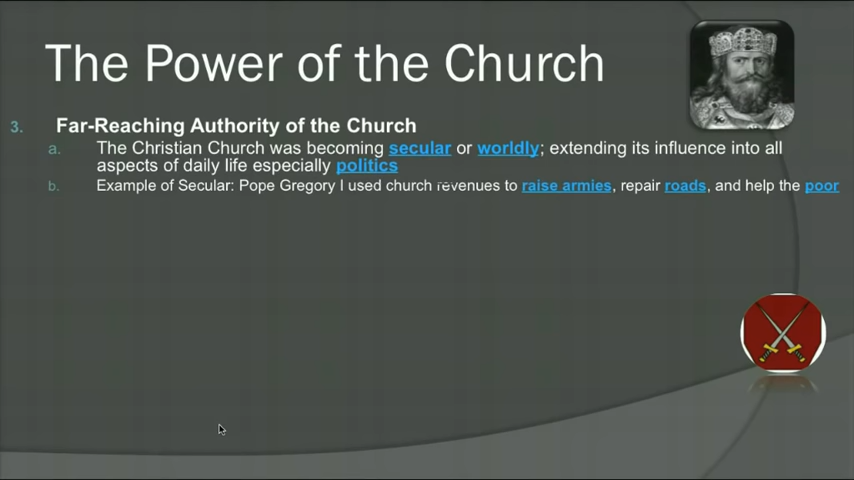 The Power of the Church
3. Far-Reaching Authority of the Church
a. The Christian Church was becoming secular or worldly; extending its influence into all
aspects of daily life especially politics
b. Example of Secular: Pope Gregory I used church revenues to raise armies, repair roads, and help the poor